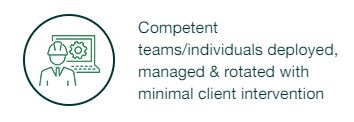 Competent
teams/individuals deployed,
managed & rotated with
minimal client intervention